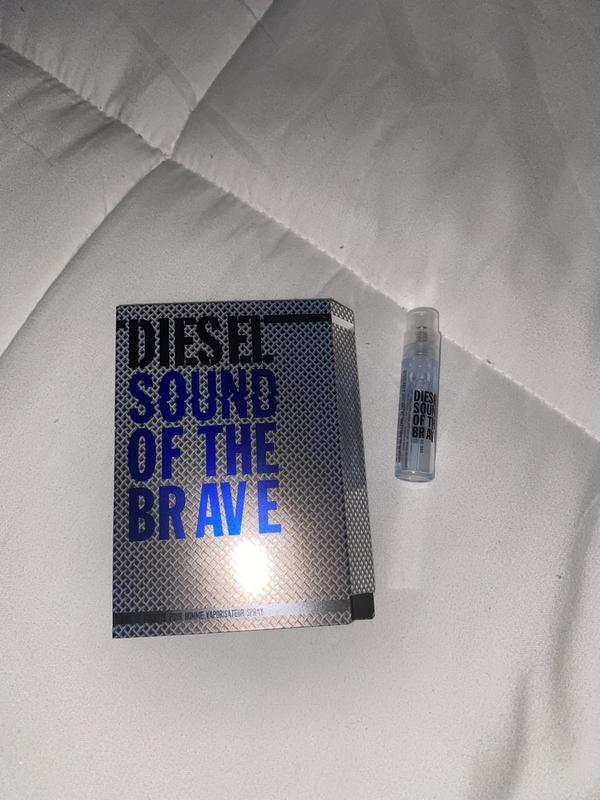 DIESEL
SOUND
OF THE
BRAVE
POUR HOMME VAPORISATEUR SPRAY
DIESEL
SOUND
OF THE
BRAVE